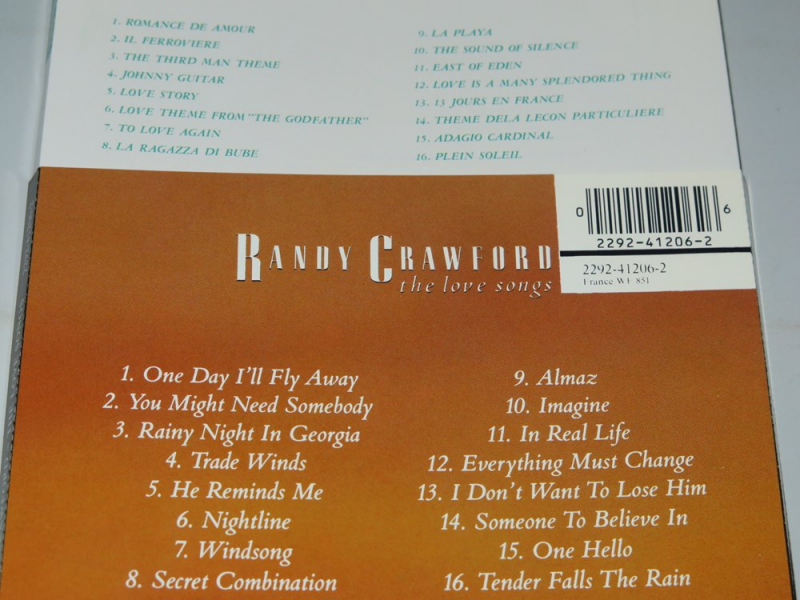 1. ROMANCE DE AMOUR
2. IL FERROVIERE
3. THE THIRD MAN THEME
4. JOHNNY GUITAR
5. LOVE STORY
6. LOVE THEME FROM "THE GODFATHER"
7. TO LOVE AGAIN
8. LA RAGAZZA DI BUBE
9. LA PLAYA
10. THE SOUND OF SILENCE
11. EAST OF EDEN
12. LOVE IS A MANY SPLENDORED THING
13. 13 JOURS EN FRANCE
14. THEME DELA LECON PARTICULIERE
15. ADAGIO CARDINAL
16. PLEIN SOLEIL
0 6
2292-41206-2
2292-41206-2
France WE 851
RANDY CRAWFORD
the love songs
1. One Day I'll Fly Away
2. You Might Need Somebody
3. Rainy Night In Georgia
4. Trade Winds
5. He Reminds Me
6. Nightline
7. Windsong
8. Secret Combination
9. Almaz
10. Imagine
11. In Real Life
12. Everything Must Change
13. I Don't Want To Lose Him
14. Someone To Believe In
15. One Hello
16. Tender Falls The Rain